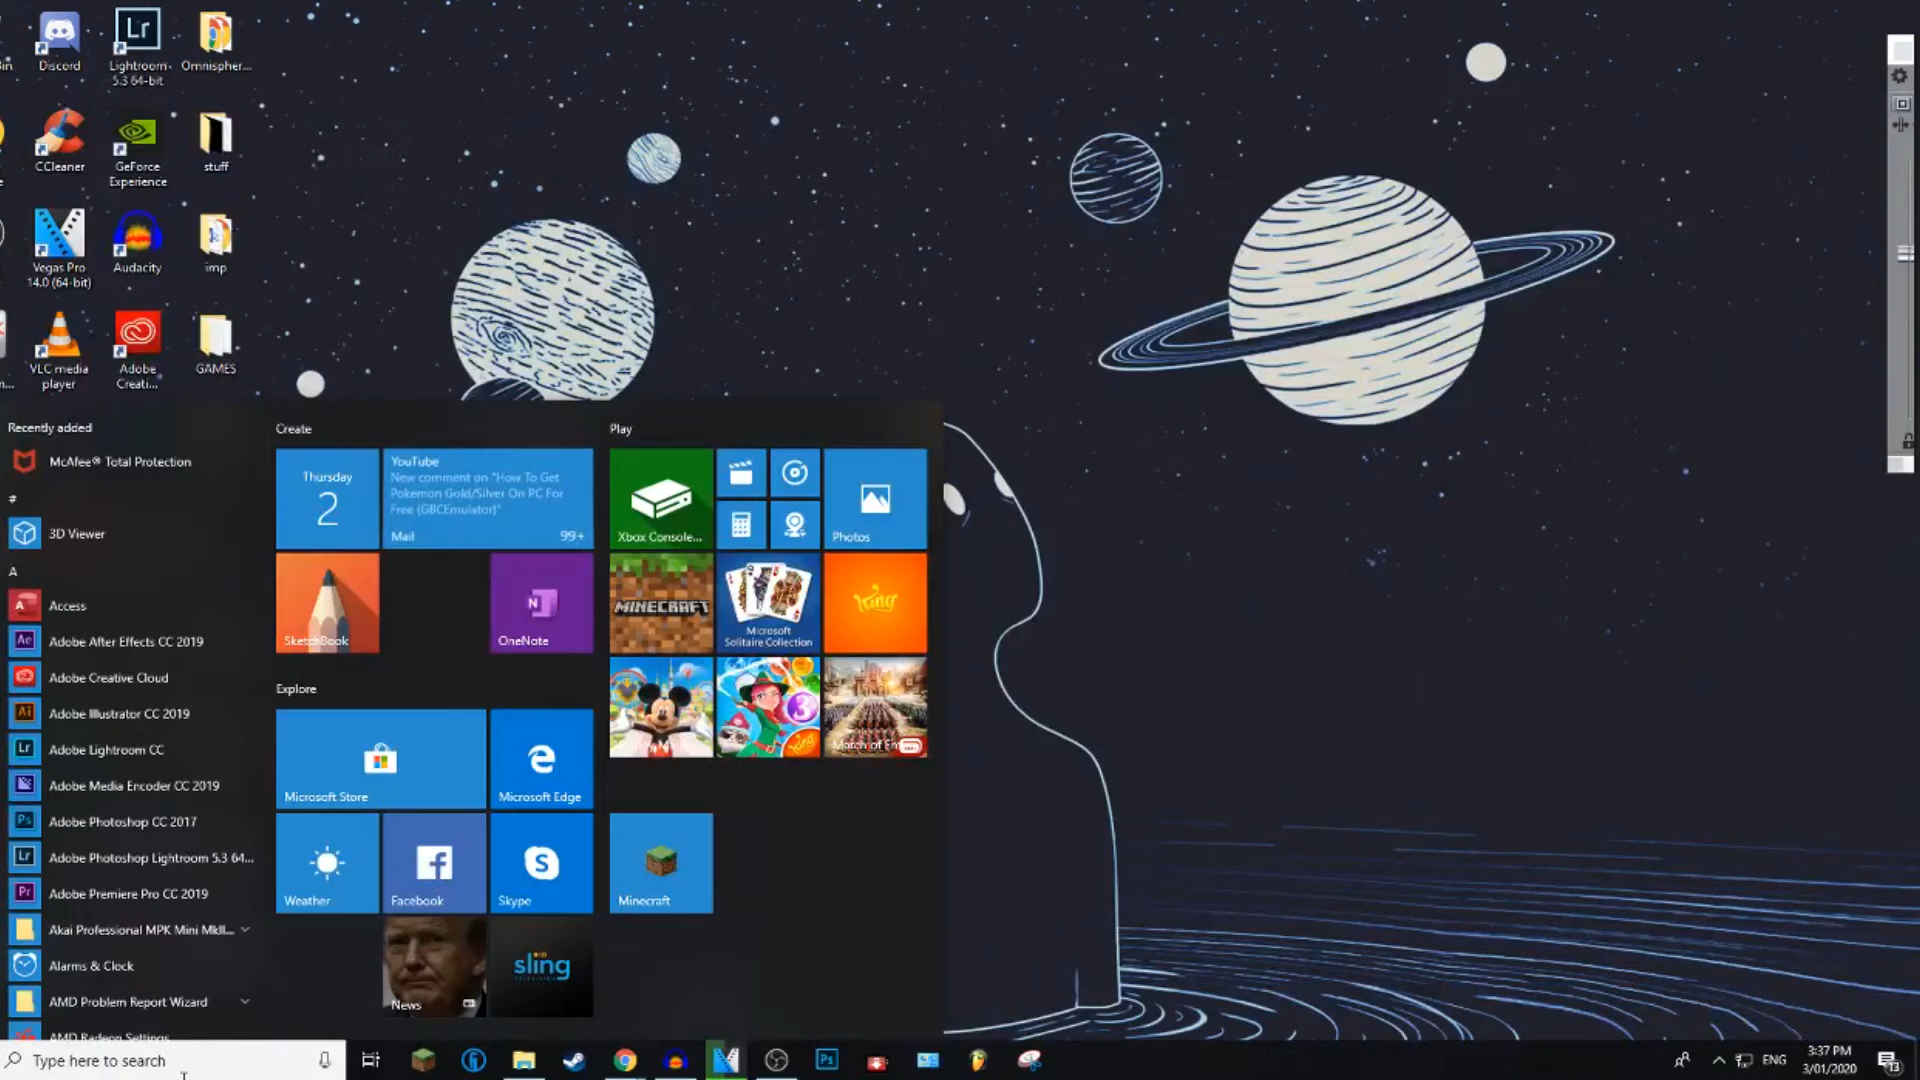 Discord
Lightroom
5.3 64-bit
Omnispher...
CCleaner
GeForce
Experience
stuff
Vegas Pro
14.0 (64-bit)
Audacity
imp
VLC media
player
Adobe
Creati...
GAMES
Recently added
McAfee® Total Protection
#
3D Viewer
A
Access
Adobe After Effects CC 2019
Adobe Creative Cloud
Adobe Illustrator CC 2019
Adobe Lightroom CC
Adobe Media Encoder CC 2019
Adobe Photoshop CC 2017
Adobe Photoshop Lightroom 5.3 64...
Adobe Premiere Pro CC 2019
Akai Professional MPK Mini MkII...
Alarms & Clock
AMD Problem Report Wizard
AMD Radeon Settings
Create
Thursday
2
YouTube
New comment on "How To Get
Pokemon Gold/Silver On PC For
Free (GBCEmulator)"
Mail 99+
SketchBook
OneNote
Explore
Microsoft Store
Microsoft Edge
Weather
Facebook
Skype
News
sling
Play
Xbox Console...
Photos
MINECRAFT
Microsoft
Solitaire Collection
King
Minecraft
Type here to search
ENG
3:37 PM
3/01/2020
13